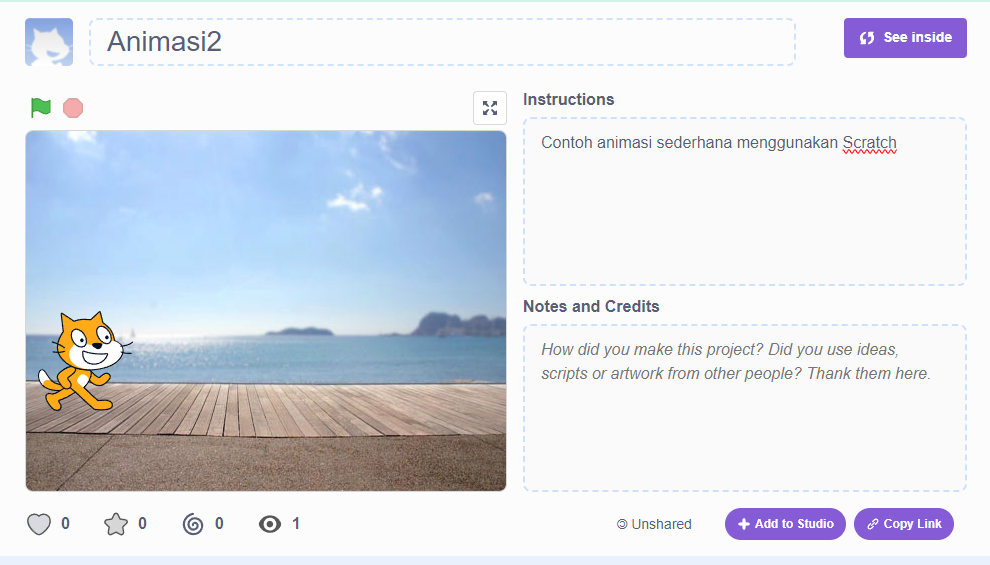 Animasi2
See inside
Instructions
Contoh animasi sederhana menggunakan Scratch
Notes and Credits
How did you make this project? Did you use ideas,
scripts or artwork from other people? Thank them here.
0
0
0
1
Unshared
Add to Studio
Copy Link